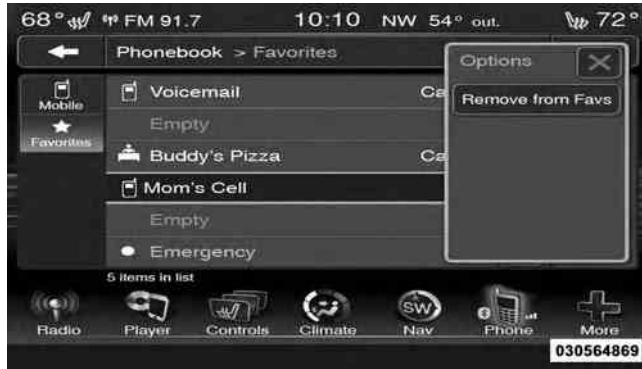 68° FM 91.7 10:10 NW 54° out. 72°
Phonebook > Favorites
Options
Mobile
Voicemail Ca
Remove from Favs
Empty
Favorites
Buddy's Pizza Ca
Mom's Cell
Empty
Emergency
5 items in list
SW
Radio Player Controls Climate Nav Phone More
030564869